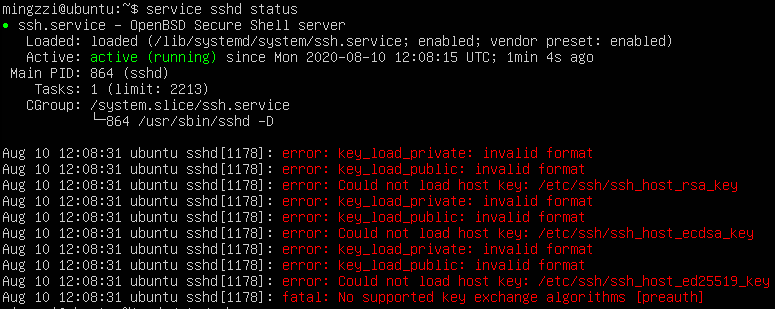 mingzzi@ubuntu:~$ service sshd status
● ssh.service - OpenBSD Secure Shell server
Loaded: loaded (/lib/systemd/system/ssh.service; enabled; vendor preset: enabled)
Active: active (running) since Mon 2020-08-10 12:08:15 UTC; 1min 4s ago
Main PID: 864 (sshd)
Tasks: 1 (limit: 2213)
CGroup: /system.slice/ssh.service
└─864 /usr/sbin/sshd -D
Aug 10 12:08:31 ubuntu sshd[1178]: error: key_load_private: invalid format
Aug 10 12:08:31 ubuntu sshd[1178]: error: key_load_public: invalid format
Aug 10 12:08:31 ubuntu sshd[1178]: error: Could not load host key: /etc/ssh/ssh_host_rsa_key
Aug 10 12:08:31 ubuntu sshd[1178]: error: key_load_private: invalid format
Aug 10 12:08:31 ubuntu sshd[1178]: error: key_load_public: invalid format
Aug 10 12:08:31 ubuntu sshd[1178]: error: Could not load host key: /etc/ssh/ssh_host_ecdsa_key
Aug 10 12:08:31 ubuntu sshd[1178]: error: key_load_private: invalid format
Aug 10 12:08:31 ubuntu sshd[1178]: error: key_load_public: invalid format
Aug 10 12:08:31 ubuntu sshd[1178]: error: Could not load host key: /etc/ssh/ssh_host_ed25519_key
Aug 10 12:08:31 ubuntu sshd[1178]: fatal: No supported key exchange algorithms [preauth]